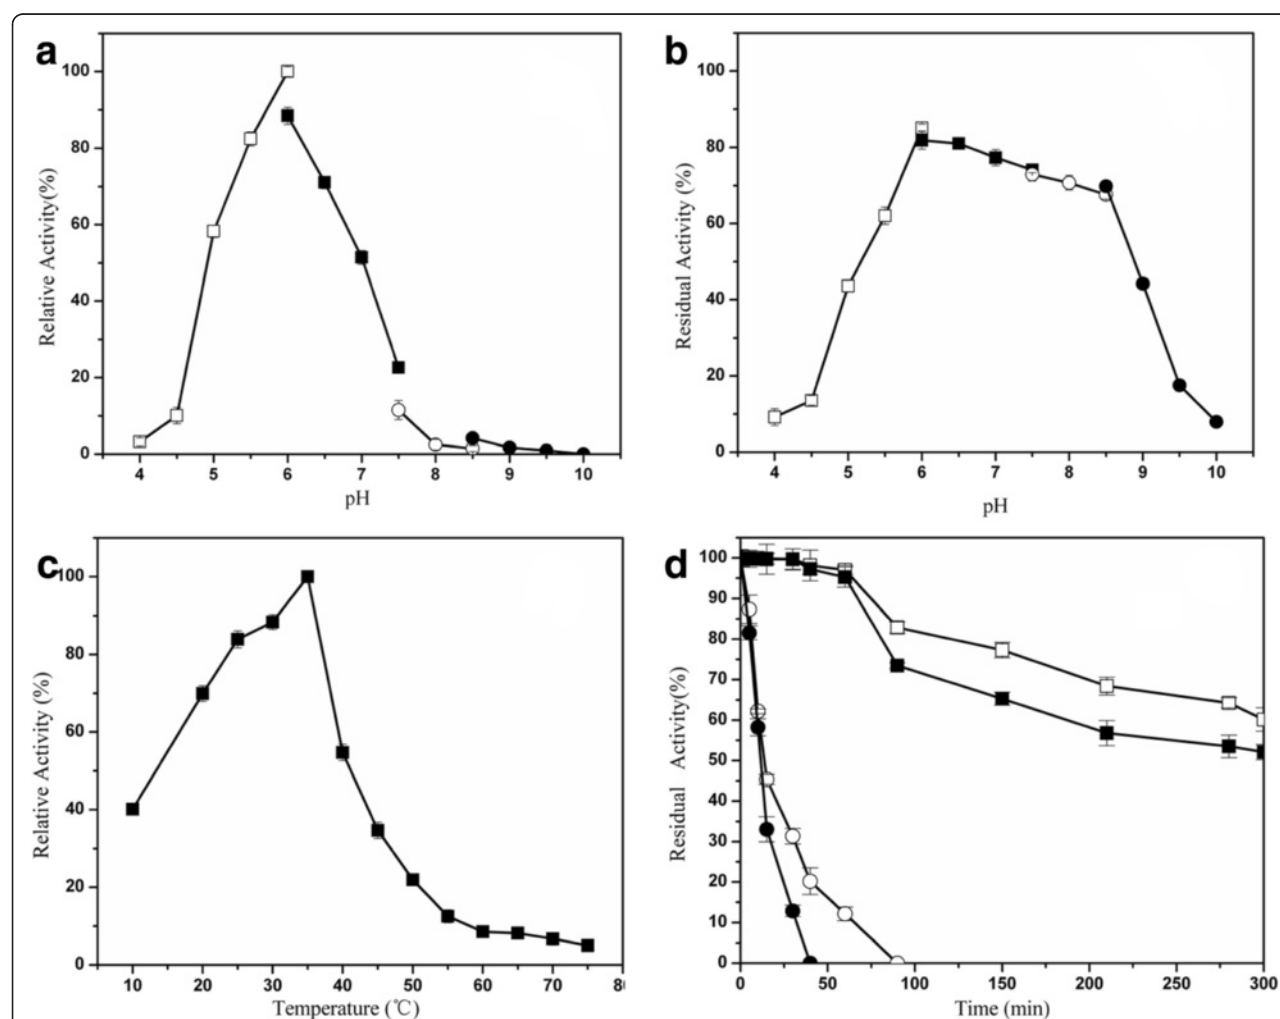 a
100
80
60
40
20
0
Relative Activity(%)
4 5 6 7 8 9 10
pH
b
100
80
60
40
20
0
Residual Activity (%)
4 5 6 7 8 9 10
pH
c
100
80
60
40
20
0
Relative Activity (%)
10 20 30 40 50 60 70
Temperature (℃)
d
100
90
80
70
60
50
40
30
20
10
0
Residual Activity(%)
0 50 100 150 200 250 300
Time (min)